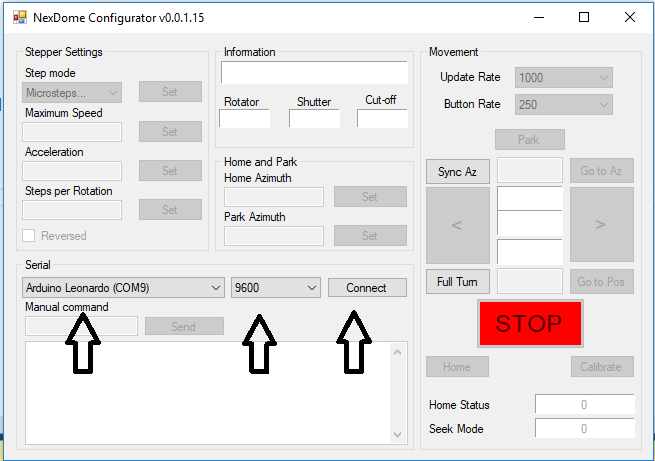 NexDome Configurator v0.0.1.15
Stepper Settings
Step mode
Microsteps... Set
Maximum Speed
Set
Acceleration
Set
Steps per Rotation
Set
Reversed
Information
Rotator Shutter Cut-off
Home and Park
Home Azimuth
Set
Park Azimuth
Set
Serial
Arduino Leonardo (COM9) 9600 Connect
Manual command
Send
Movement
Update Rate 1000
Button Rate 250
Park
Sync Az Go to Az
< >
Full Turn Go to Pos
STOP
Home Calibrate
Home Status 0
Seek Mode 0